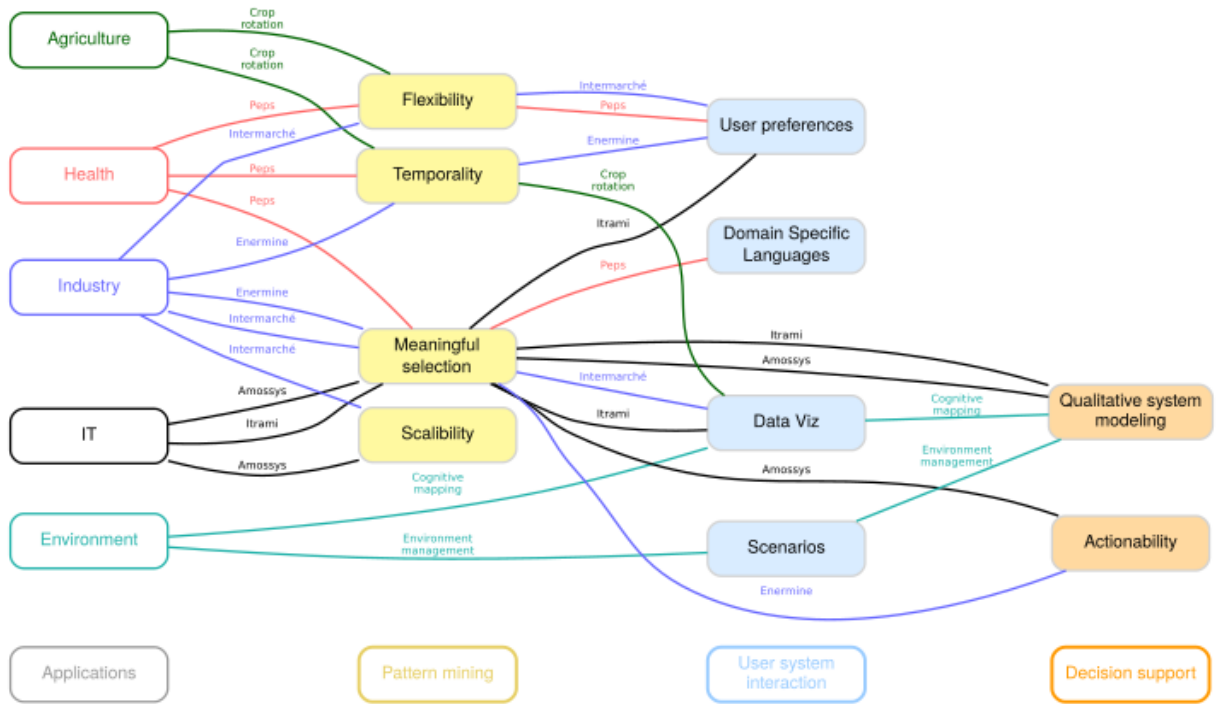 Crop
rotation
Agriculture
Crop
rotation
Flexibility
Intermarché
Peps
Peps
User preferences
Intermarché
Enermine
Health
Peps
Temporality
Crop
rotation
Peps
Itrami
Domain Specific
Languages
Enermine
Peps
Industry
Enermine
Intermarché
Itrami
Intermarché
Meaningful
selection
Amossys
Intermarché
Amossys
Itrami
Cognitive
mapping
Qualitative system
modeling
IT
Itrami
Scalibility
Data Viz
Amossys
Environment
management
Amossys
Cognitive
mapping
Environment
Environment
management
Scenarios
Actionability
Enermine
Applications
Pattern mining
User system
interaction
Decision support